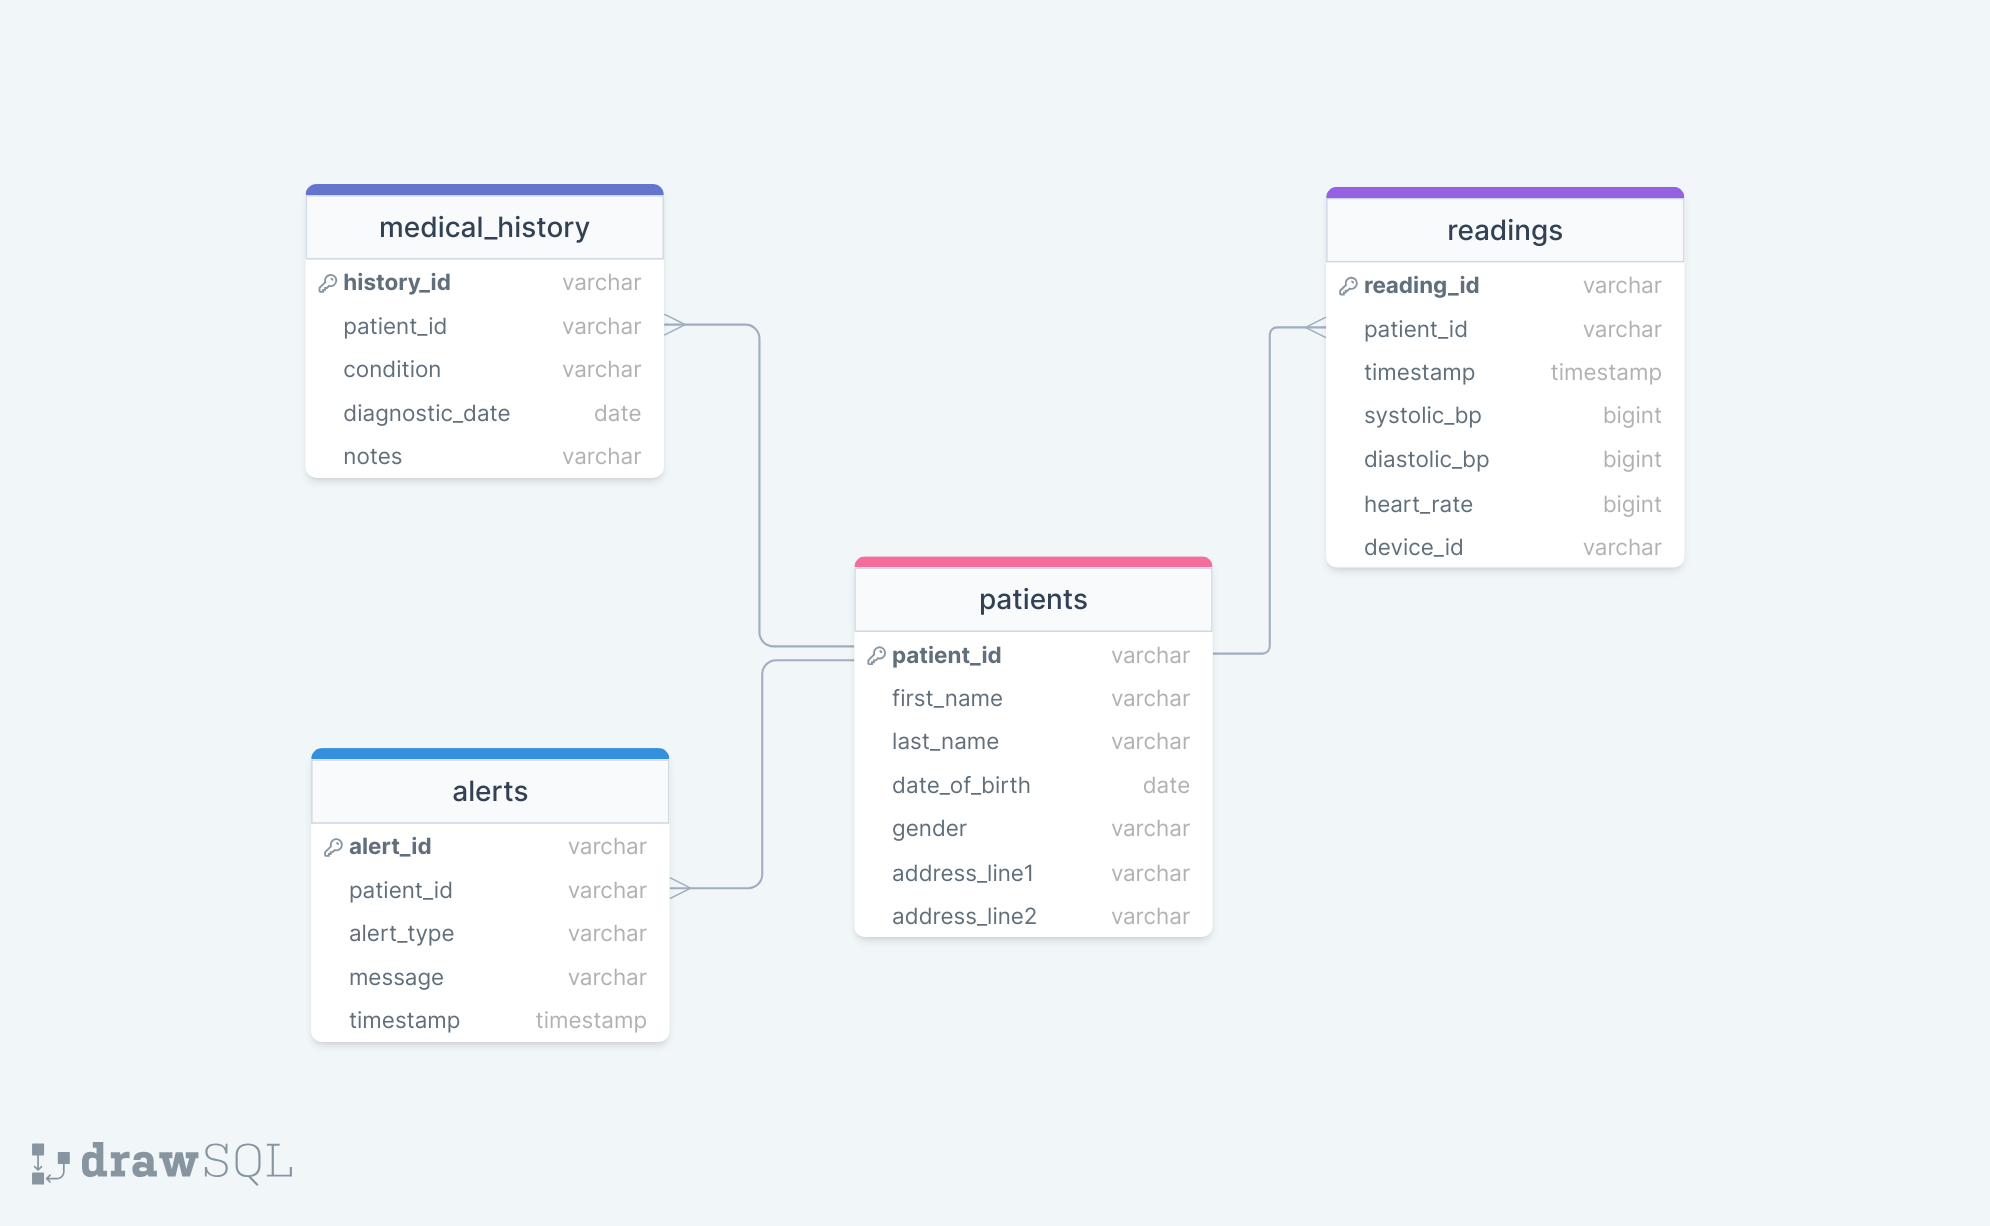 medical_history
history_id varchar
patient_id varchar
condition varchar
diagnostic_date date
notes varchar
readings
reading_id varchar
patient_id varchar
timestamp timestamp
systolic_bp bigint
diastolic_bp bigint
heart_rate bigint
device_id varchar
patients
patient_id varchar
first_name varchar
last_name varchar
date_of_birth date
gender varchar
address_line1 varchar
address_line2 varchar
alerts
alert_id varchar
patient_id varchar
alert_type varchar
message varchar
timestamp timestamp
drawSQL